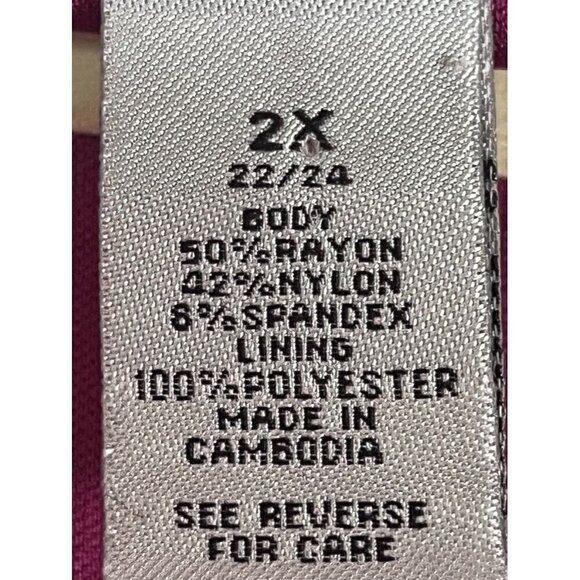 2X
22/24
BODY
50%RAYON
42%NYLON
8%SPANDEX
LINING
100%POLYESTER
MADE IN
CAMBODIA
SEE REVERSE
FOR CARE